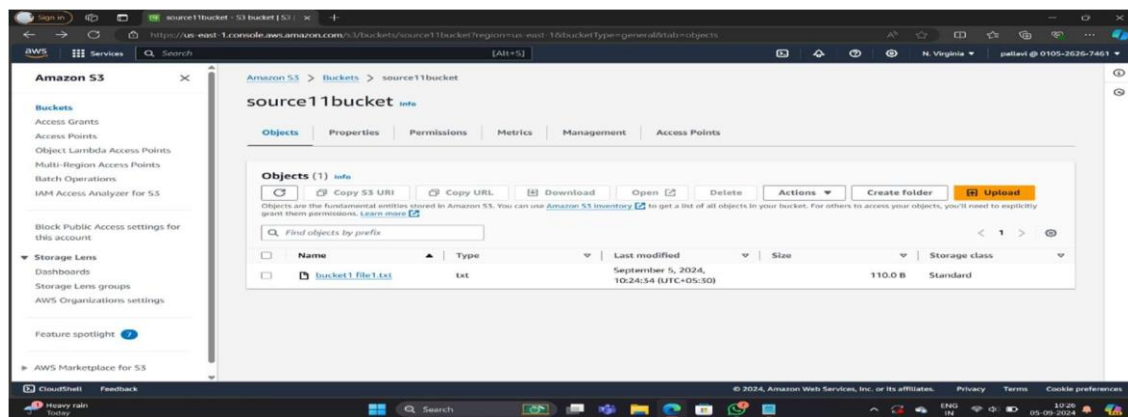 Sign in
source11bucket - S3 bucket | S3 |
https://us-east-1.console.aws.amazon.com/s3/buckets/source11bucket?region=us-east-1&bucketType=general&tab=objects
aws Services Search [Alt+S] N. Virginia pallavi @ 0105-2626-7461
Amazon S3
Buckets
Access Grants
Access Points
Object Lambda Access Points
Multi-Region Access Points
Batch Operations
IAM Access Analyzer for S3
Block Public Access settings for
this account
Storage Lens
Dashboards
Storage Lens groups
AWS Organizations settings
Feature spotlight 7
AWS Marketplace for S3
Amazon S3 > Buckets > source11bucket
source11bucket Info
Objects Properties Permissions Metrics Management Access Points
Objects (1) Info
Copy S3 URI Copy URL Download Open Delete Actions Create folder Upload
Objects are the fundamental entities stored in Amazon S3. You can use Amazon S3 inventory to get a list of all objects in your bucket. For others to access your objects, you'll need to explicitly
grant them permissions. Learn more
Find objects by prefix
< 1 >
Name Type Last modified Size Storage class
bucket1 file1.txt txt September 5, 2024, 110.0 B Standard
10:24:34 (UTC+05:30)
CloudShell Feedback © 2024, Amazon Web Services, Inc. or its affiliates. Privacy Terms Cookie preferences
Heavy rain
Today
Search
ENG
IN
10:26
05-09-2024